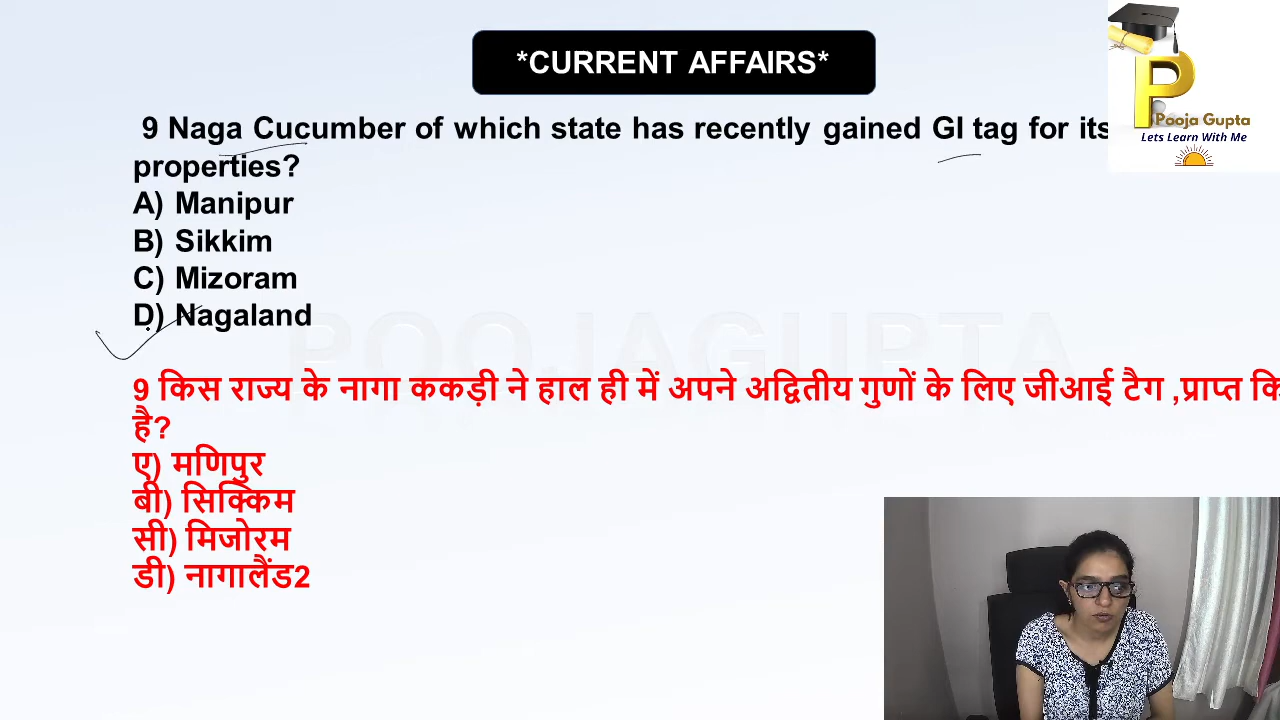 *CURRENT AFFAIRS*
P
Pooja Gupta
Lets Learn With Me
9 Naga Cucumber of which state has recently gained GI tag for its
properties?
A) Manipur
B) Sikkim
C) Mizoram
D) Nagaland
POOJAGUPTA
9 किस राज्य के नागा ककड़ी ने हाल ही में अपने अद्वितीय गुणों के लिए जीआई टैग ,प्राप्त कि
है?
ए) मणिपुर
बी) सिक्किम
सी) मिजोरम
डी) नागालैंड2